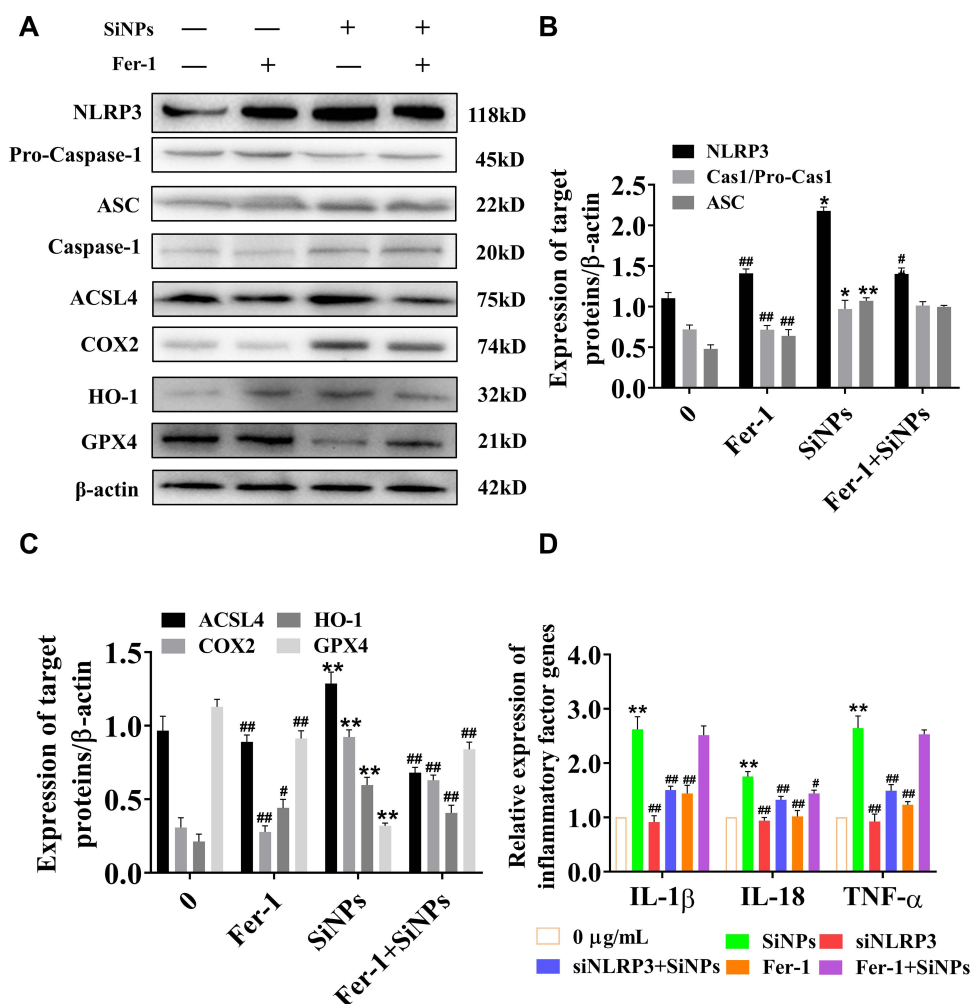 A
SiNPs — — + +
Fer-1 — + — +
NLRP3 118kD
Pro-Caspase-1 45kD
ASC 22kD
Caspase-1 20kD
ACSL4 75kD
COX2 74kD
HO-1 32kD
GPX4 21kD
β-actin 42kD
B
NLRP3
Cas1/Pro-Cas1
ASC
Expression of target
proteins/β-actin
2.5
2.0
1.5
1.0
0.5
0.0
## ## ## * * ** #
0 Fer-1 SiNPs Fer-1+SiNPs
C
ACSL4 HO-1
COX2 GPX4
Expression of target
proteins/β-actin
1.5
1.0
0.5
0.0
## ## # ## ** ** ** ** ## ## ## ##
0 Fer-1 SiNPs Fer-1+SiNPs
D
Relative expression of
inflammatory factor genes
4.0
3.0
2.0
1.0
0.0
** ## ## ## ** ## ## ## # ** ## ## ##
IL-1β IL-18 TNF-α
0 μg/mL SiNPs siNLRP3
siNLRP3+SiNPs Fer-1 Fer-1+SiNPs